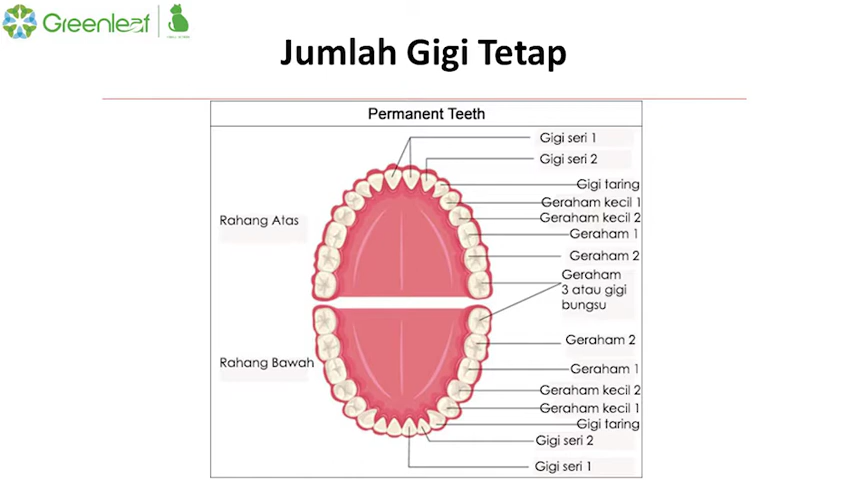 Greenleaf
Jumlah Gigi Tetap
Permanent Teeth
Gigi seri 1
Gigi seri 2
Gigi taring
Geraham kecil 1
Geraham kecil 2
Geraham 1
Geraham 2
Geraham
3 atau gigi
bungsu
Rahang Atas
Rahang Bawah
Geraham 2
Geraham 1
Geraham kecil 2
Geraham kecil 1
Gigi taring
Gigi seri 2
Gigi seri 1